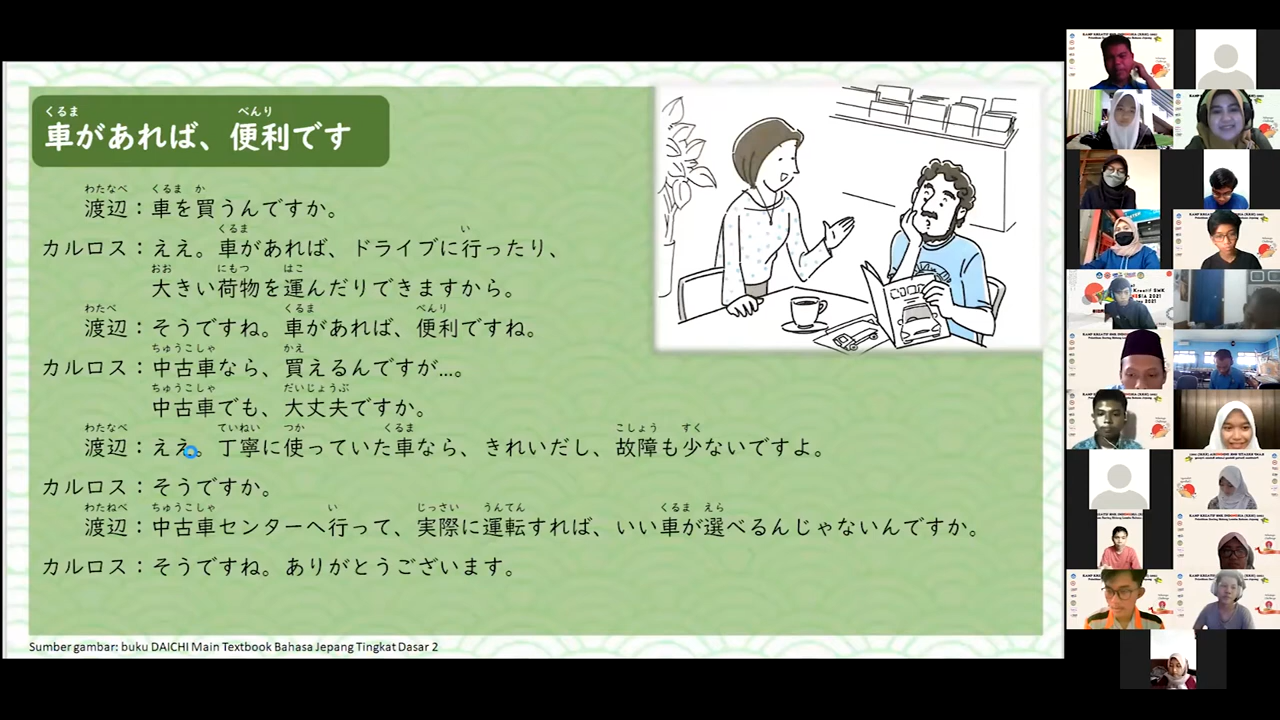 くるま べんり
車があれば、便利です
わたなべ くるま か
渡辺：車を買うんですか。
くるま い
カルロス：ええ。車があれば、ドライブに行ったり、
おお にもつ はこ
大きい荷物を運んだりできますから。
わたべ くるま べんり
渡辺：そうですね。車があれば、便利ですね。
ちゅうこしゃ かえ
カルロス：中古車なら、買えるんですが…。
ちゅうこしゃ だいじょうぶ
中古車でも、大丈夫ですか。
わたなべ ていねい つか くるま こしょう すく
渡辺：ええ。丁寧に使っていた車なら、きれいだし、故障も少ないですよ。
カルロス：そうですか。
わたねべ ちゅうこしゃ い じっさい うんてん くるま えら
渡辺：中古車センターへ行って、実際に運転すれば、いい車が選べるんじゃないんですか。
カルロス：そうですね。ありがとうございます。
Sumber gambar: buku DAICHI Main Textbook Bahasa Jepang Tingkat Dasar 2